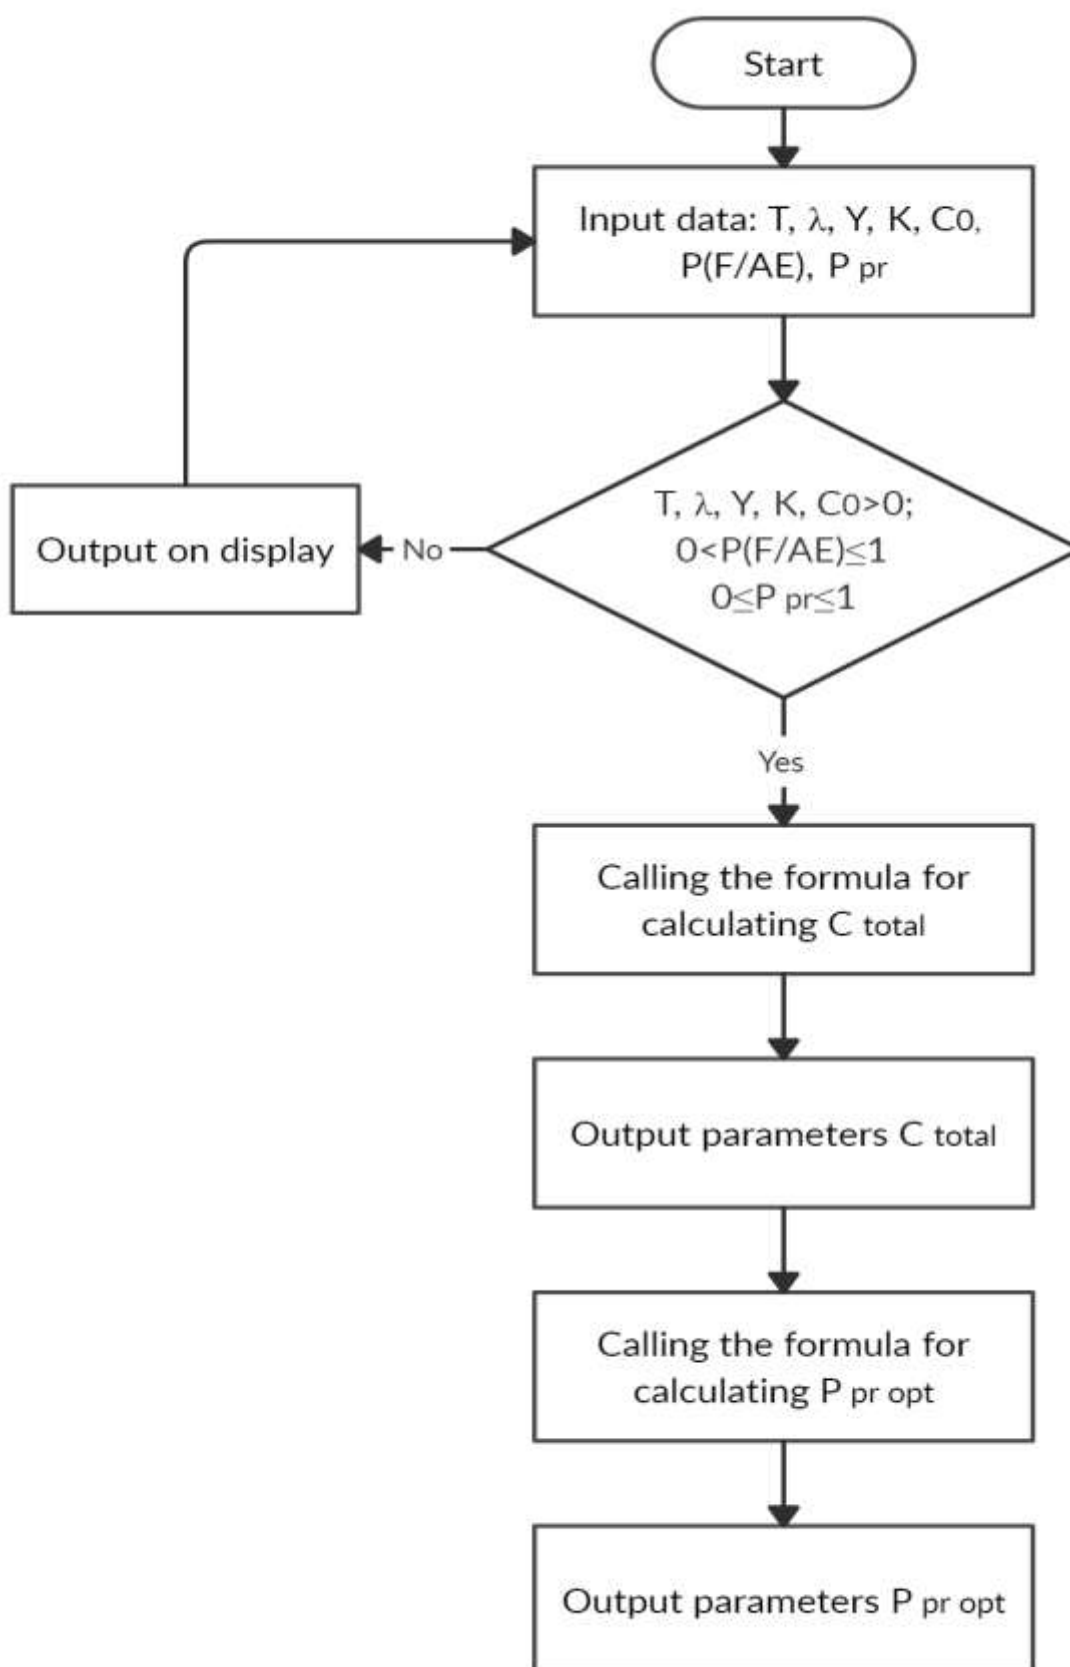 Start
Input data: T, λ, Y, K, C0,
P(F/AE), P pr
T, λ, Y, K, C0>0;
0<P(F/AE)≤1
0≤P pr≤1
No
Output on display
Yes
Calling the formula for
calculating C total
Output parameters C total
Calling the formula for
calculating P pr opt
Output parameters P pr opt